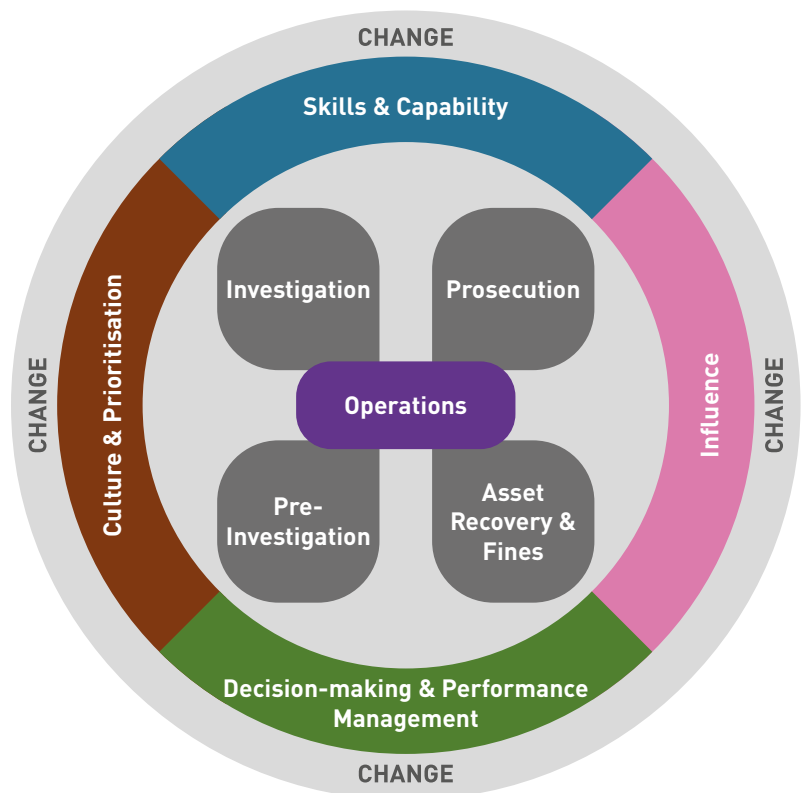 CHANGE
Skills & Capability
Investigation
Prosecution
CHANGE
Culture & Prioritisation
Operations
Influence
CHANGE
Pre-
Investigation
Asset
Recovery &
Fines
Decision-making & Performance
Management
CHANGE